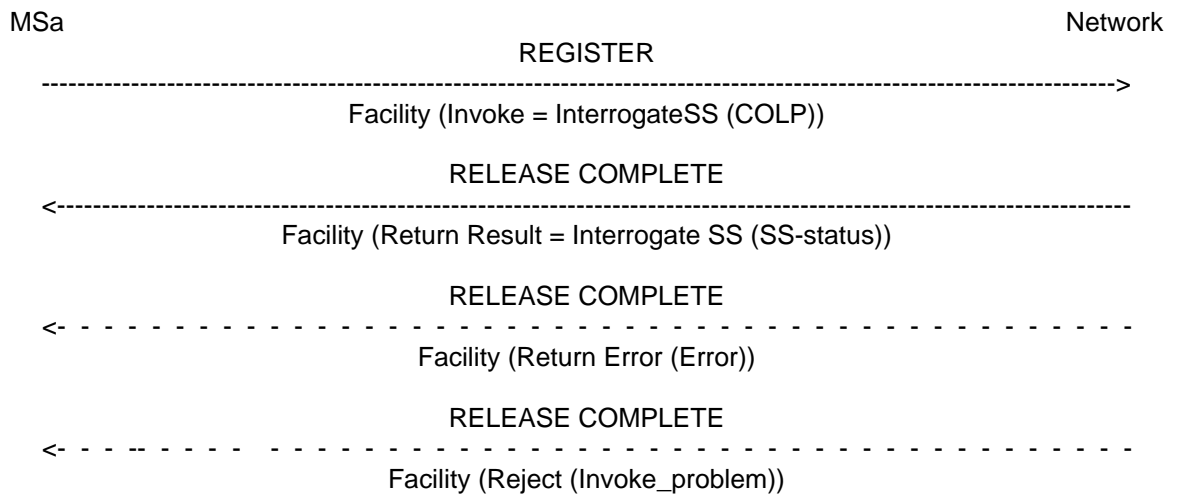 MSa Network
REGISTER
------------------------------------------------------------------------------------------------------------------------>
Facility (Invoke = InterrogateSS (COLP))
RELEASE COMPLETE
<------------------------------------------------------------------------------------------------------------------------
Facility (Return Result = Interrogate SS (SS-status))
RELEASE COMPLETE
<- - - - - - - - - - - - - - - - - - - - - - - - - - - - - - - - - - - - - - - - - - - - -
Facility (Return Error (Error))
RELEASE COMPLETE
<- - - -- - - - - - - - - - - - - - - - - - - - - - - - - - - - - - - - - - - - - - - - -
Facility (Reject (Invoke_problem))